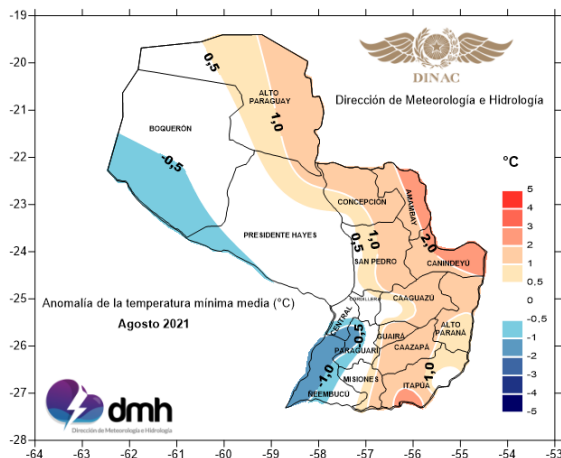 -19
-20
-21
-22
-23
-24
-25
-26
-27
-28
-64
-63
-62
-61
-60
-59
-58
-57
-56
-55
-54
-53
DINAC
Dirección de Meteorología e Hidrología
°C
5
4
3
2
1
0,5
0
-0,5
-1
-2
-3
-4
-5
0,5
ALTO
PARAGUAY
1,0
BOQUERÓN
-0,5
CONCEPCIÓN
AMAMBAY
PRESIDENTE HAYES
0,5
1,0
2,0
SAN PEDRO
CANINDEYÚ
Anomalía de la temperatura mínima media (°C)
Agosto 2021
CORDILLERA
CAAGUAZÚ
CENTRAL
-0,5
GUAIRÁ
ALTO
PARANÁ
PARAGUARÍ
CAAZAPÁ
-1,0
MISIONES
1,0
ITAPÚA
ÑEEMBUCÚ
dmh
Dirección de Meteorología e Hidrología